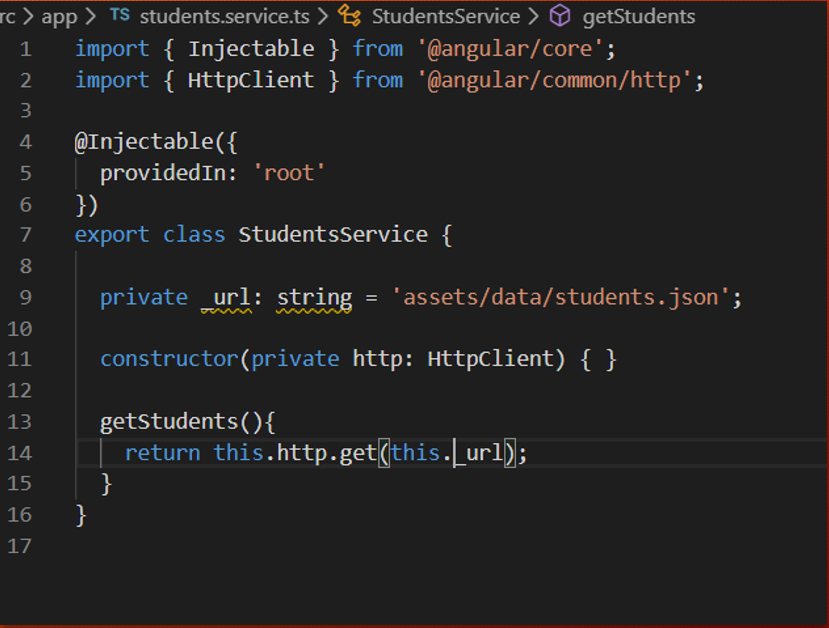 rc > app > TS students.service.ts > StudentsService > getStudents
1 import { Injectable } from '@angular/core';
2 import { HttpClient } from '@angular/common/http';
3
4 @Injectable({
5 providedIn: 'root'
6 })
7 export class StudentsService {
8
9 private _url: string = 'assets/data/students.json';
10
11 constructor(private http: HttpClient) { }
12
13 getStudents(){
14 return this.http.get(this._url);
15 }
16 }
17